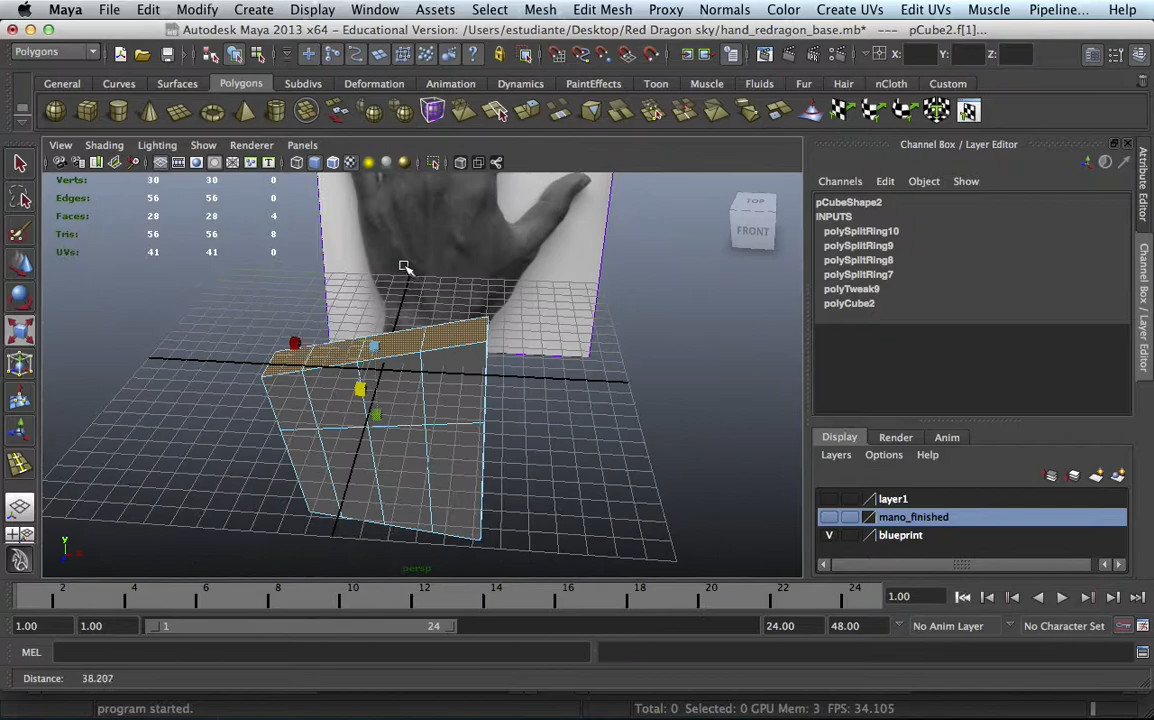 Maya File Edit Modify Create Display Window Assets Select Mesh Edit Mesh Proxy Normals Color Create UVs Edit UVs Muscle Pipeline... Help
Autodesk Maya 2013 x64 - Educational Version: /Users/estudiante/Desktop/Red Dragon sky/hand_redragon_base.mb* -- pCube2.f[1]...
Polygons X: Y: Z:
General Curves Surfaces Polygons Subdivs Deformation Animation Dynamics PaintEffects Toon Muscle Fluids Fur Hair nCloth Custom
View Shading Lighting Show Renderer Panels
Channel Box / Layer Editor
Verts: 30 30 0
Edges: 56 56 0
Faces: 28 28 4
Tris: 56 56 8
UVs: 41 41 0
TOP
FRONT
persp
Channels Edit Object Show
pCubeShape2
INPUTS
polySplitRing10
polySplitRing9
polySplitRing8
polySplitRing7
polyTweak9
polyCube2
Attribute Editor
Channel Box / Layer Editor
Display Render Anim
Layers Options Help
layer1
mano_finished
V blueprint
2 4 6 8 10 12 14 16 18 20 22 24
1.00
1.00 1.00 1 24 24.00 48.00 No Anim Layer No Character Set
MEL
Distance: 38.207
program started. Total: 0 Selected: 0 GPU Mem: 3 FPS: 34.105